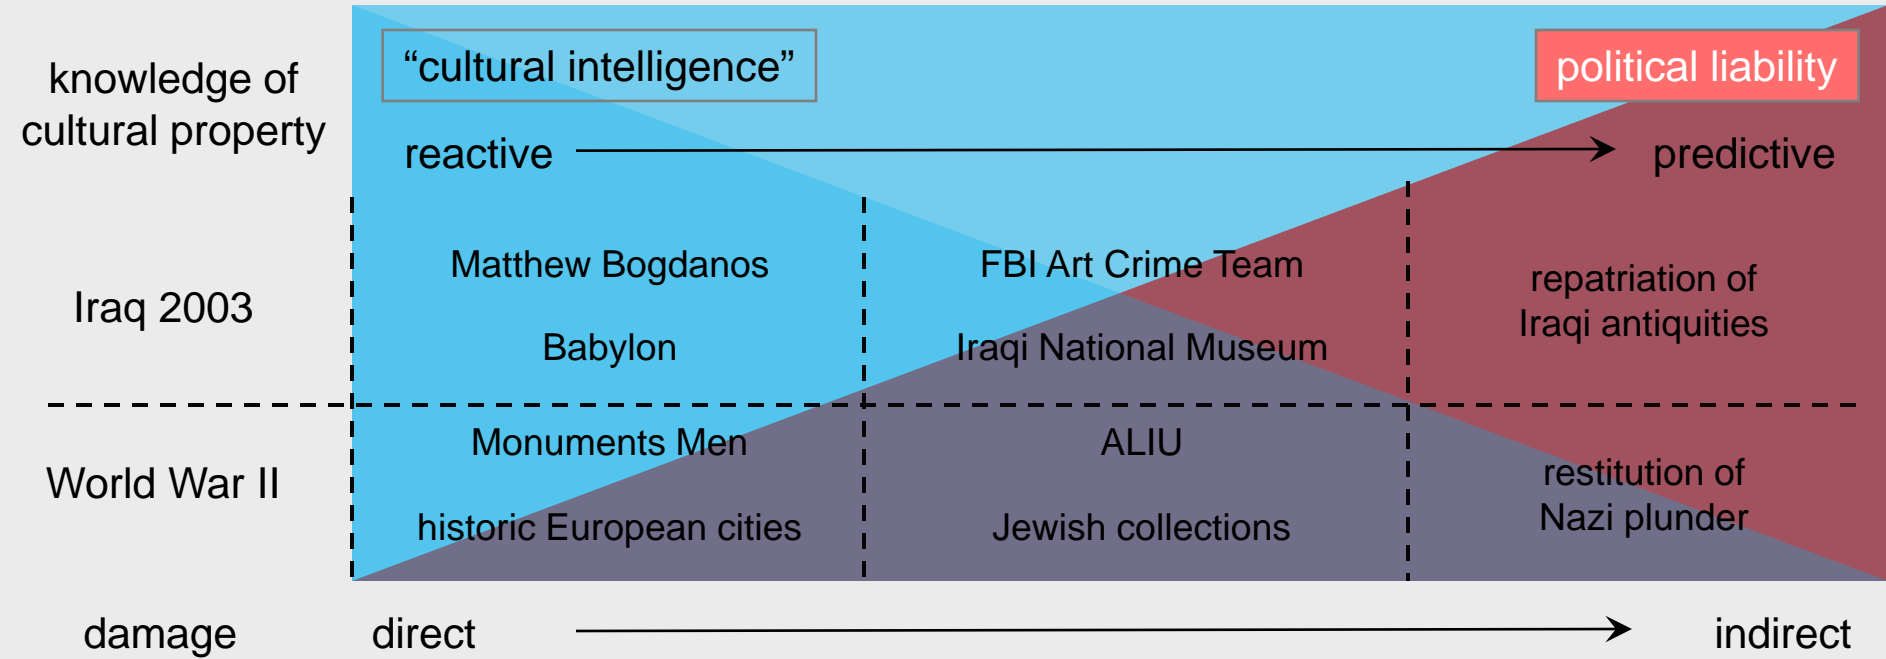 knowledge of
cultural property
“cultural intelligence”
political liability
reactive
predictive
Iraq 2003
Matthew Bogdanos
Babylon
FBI Art Crime Team
Iraqi National Museum
repatriation of
Iraqi antiquities
World War II
Monuments Men
historic European cities
ALIU
Jewish collections
restitution of
Nazi plunder
damage
direct
indirect